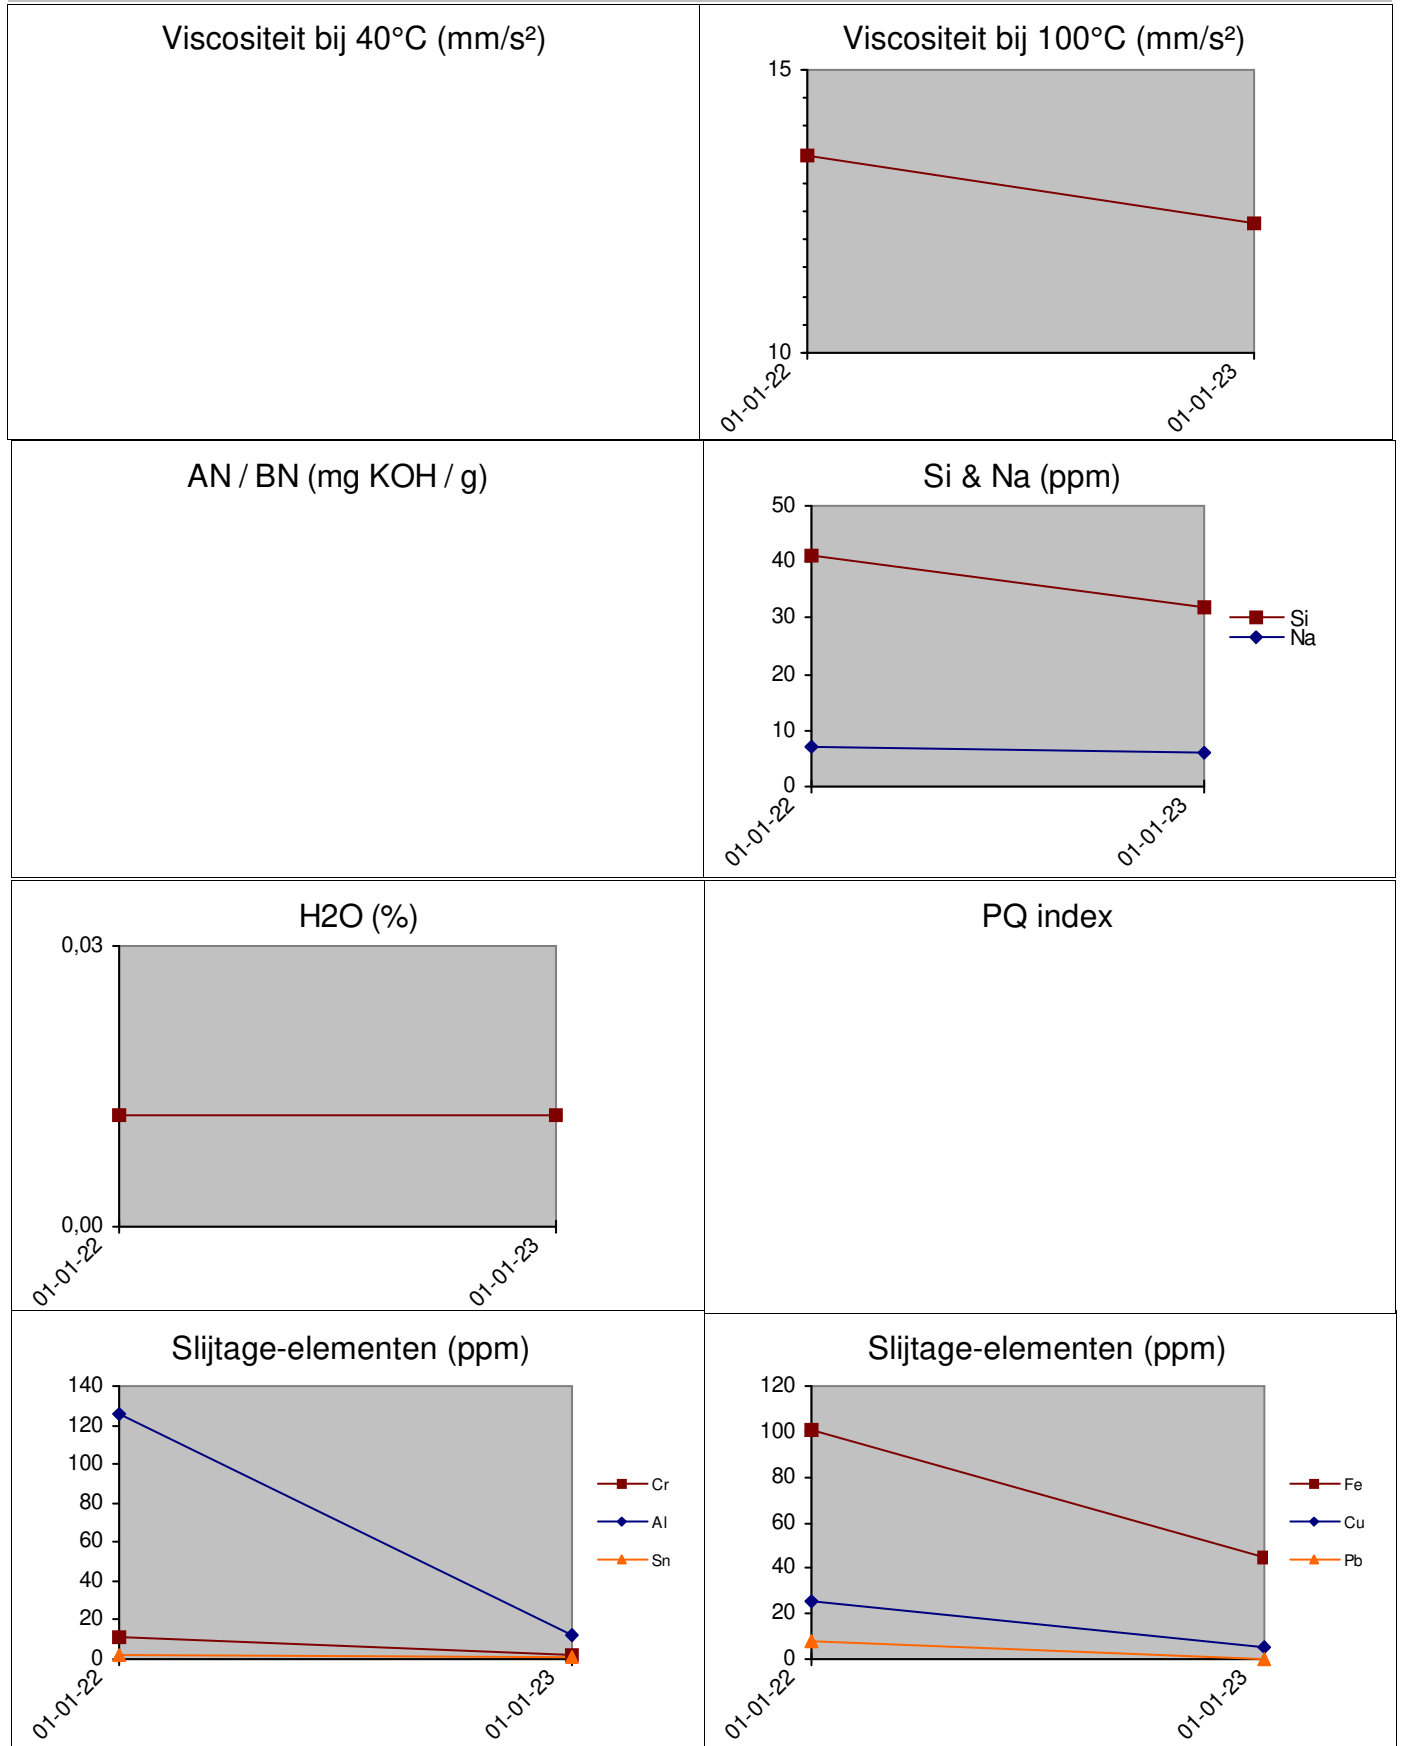 Viscositeit bij 40°C (mm/s²)
Viscositeit bij 100°C (mm/s²)
15
10
01-01-22
01-01-23
AN / BN (mg KOH / g)
Si & Na (ppm)
50
40
30
20
10
0
01-01-22
01-01-23
Si
Na
H2O (%)
0,03
0,00
01-01-22
01-01-23
PQ index
Slijtage-elementen (ppm)
140
120
100
80
60
40
20
0
01-01-22
01-01-23
Cr
Al
Sn
Slijtage-elementen (ppm)
120
100
80
60
40
20
0
01-01-22
01-01-23
Fe
Cu
Pb